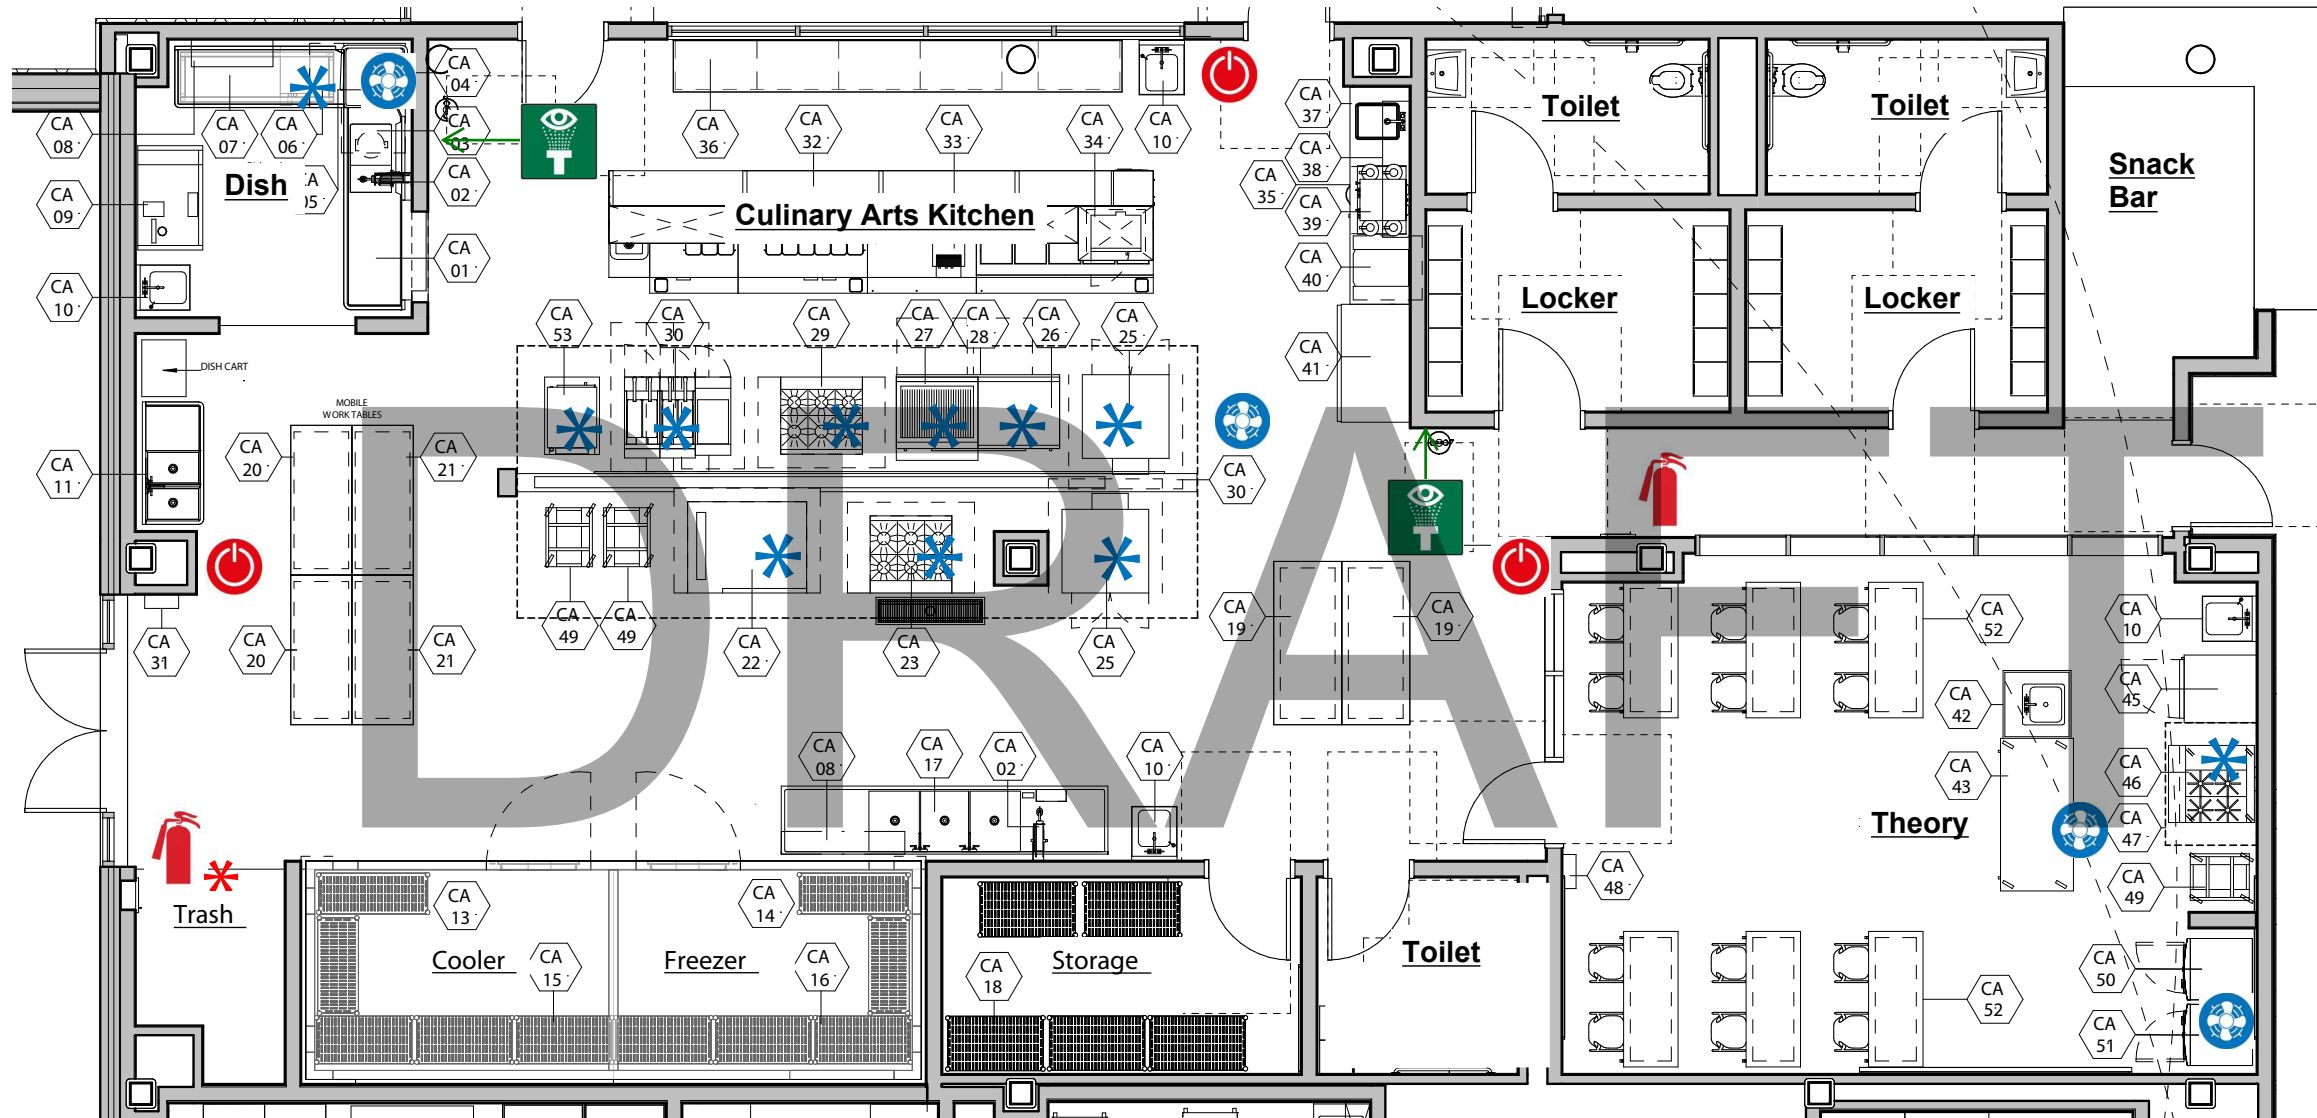 CA
04
CA
08
CA
07
CA
06
CA
03
CA
36
CA
32
CA
33
CA
34
CA
10
CA
37
Toilet
Toilet
CA
38
Snack
Bar
Dish
CA
02
CA
35
CA
09
CA
39
Culinary Arts Kitchen
CA
01
CA
40
CA
10
Locker
Locker
CA
53
CA
30
CA
29
CA
27
CA
28
CA
26
CA
25
CA
41
DISH CART
MOBILE
WORK TABLES
CA
20
CA
21
CA
11
CA
30
DRAFT
CA
49
CA
49
CA
22
CA
23
CA
25
CA
19
CA
19
CA
52
CA
10
CA
31
CA
20
CA
21
CA
45
CA
42
CA
08
CA
17
CA
02
CA
10
CA
43
CA
46
Theory
CA
47
CA
48
CA
49
Trash
CA
13
CA
14
Cooler
CA
15
Freezer
CA
16
Storage
CA
18
Toilet
CA
50
CA
52
CA
51